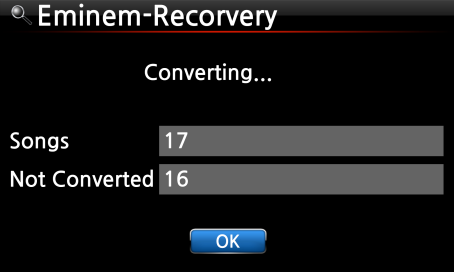 Eminem-Recorvery
Converting...
Songs 17
Not Converted 16
OK